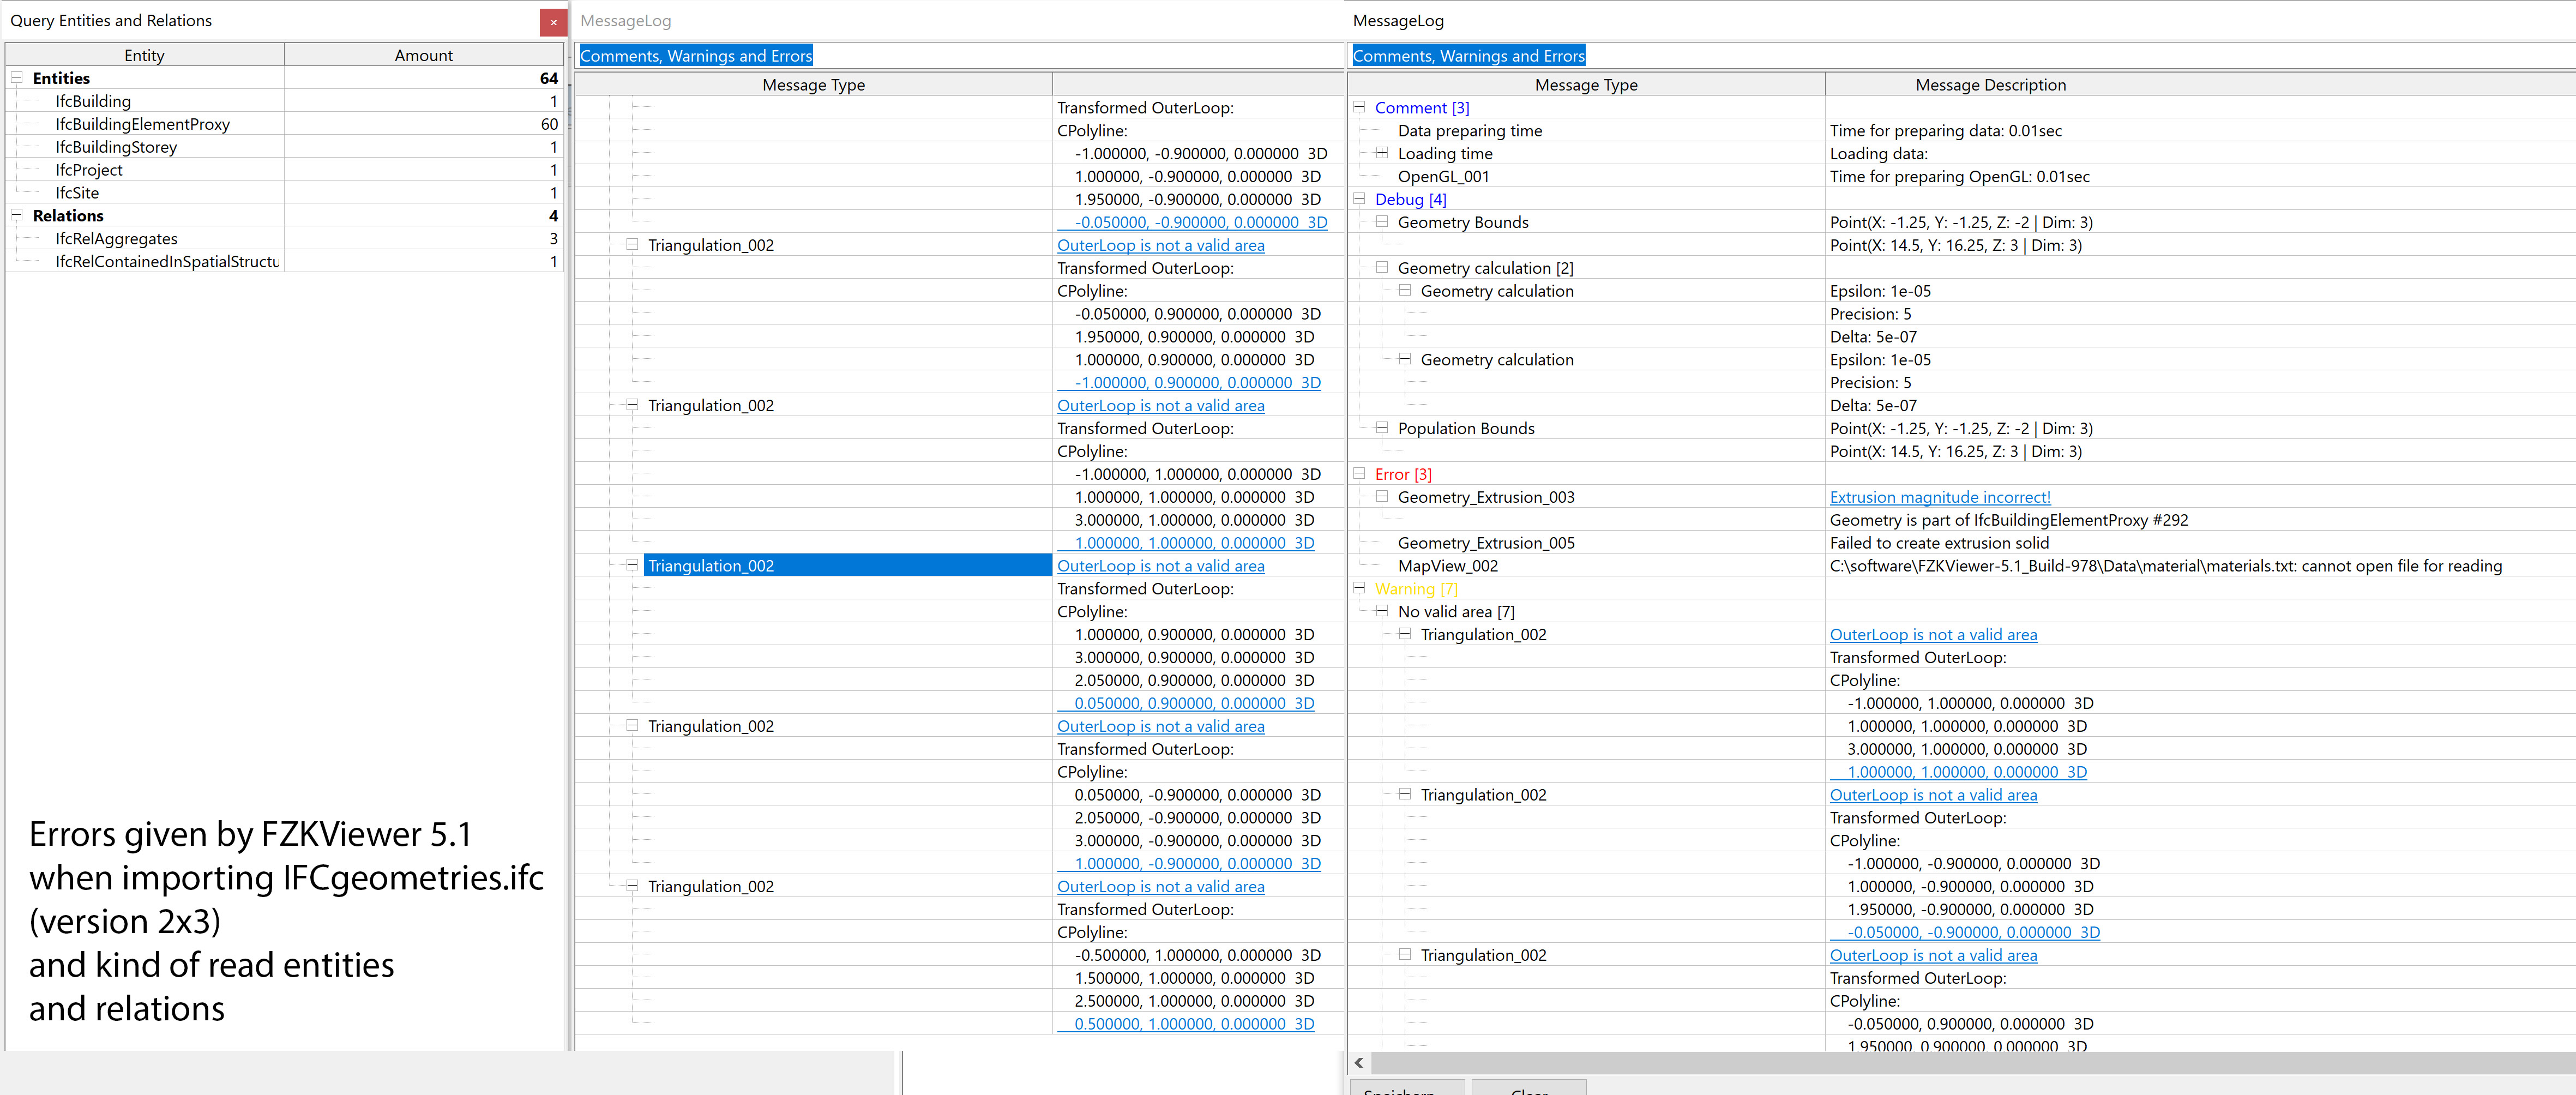 Query Entities and Relations
Entity Amount
Entities 64
IfcBuilding 1
IfcBuildingElementProxy 60
IfcBuildingStorey 1
IfcProject 1
IfcSite 1
Relations 4
IfcRelAggregates 3
IfcRelContainedInSpatialStructu 1
Errors given by FZKViewer 5.1
when importing IFCgeometries.ifc
(version 2x3)
and kind of read entities
and relations
MessageLog
Comments, Warnings and Errors
Message Type
Transformed OuterLoop:
CPolyline:
-1.000000, -0.900000, 0.000000 3D
1.000000, -0.900000, 0.000000 3D
1.950000, -0.900000, 0.000000 3D
-0.050000, -0.900000, 0.000000 3D
Triangulation_002 OuterLoop is not a valid area
Transformed OuterLoop:
CPolyline:
-0.050000, 0.900000, 0.000000 3D
1.950000, 0.900000, 0.000000 3D
1.000000, 0.900000, 0.000000 3D
-1.000000, 0.900000, 0.000000 3D
Triangulation_002 OuterLoop is not a valid area
Transformed OuterLoop:
CPolyline:
-1.000000, 1.000000, 0.000000 3D
1.000000, 1.000000, 0.000000 3D
3.000000, 1.000000, 0.000000 3D
1.000000, 1.000000, 0.000000 3D
Triangulation_002 OuterLoop is not a valid area
Transformed OuterLoop:
CPolyline:
1.000000, 0.900000, 0.000000 3D
3.000000, 0.900000, 0.000000 3D
2.050000, 0.900000, 0.000000 3D
0.050000, 0.900000, 0.000000 3D
Triangulation_002 OuterLoop is not a valid area
Transformed OuterLoop:
CPolyline:
0.050000, -0.900000, 0.000000 3D
2.050000, -0.900000, 0.000000 3D
3.000000, -0.900000, 0.000000 3D
1.000000, -0.900000, 0.000000 3D
Triangulation_002 OuterLoop is not a valid area
Transformed OuterLoop:
CPolyline:
-0.500000, 1.000000, 0.000000 3D
1.500000, 1.000000, 0.000000 3D
2.500000, 1.000000, 0.000000 3D
0.500000, 1.000000, 0.000000 3D
MessageLog
Comments, Warnings and Errors
Message Type Message Description
Comment [3]
Data preparing time Time for preparing data: 0.01sec
Loading time Loading data:
OpenGL_001 Time for preparing OpenGL: 0.01sec
Debug [4]
Geometry Bounds Point(X: -1.25, Y: -1.25, Z: -2 | Dim: 3)
Point(X: 14.5, Y: 16.25, Z: 3 | Dim: 3)
Geometry calculation [2]
Geometry calculation Epsilon: 1e-05
Precision: 5
Delta: 5e-07
Geometry calculation Epsilon: 1e-05
Precision: 5
Delta: 5e-07
Population Bounds Point(X: -1.25, Y: -1.25, Z: -2 | Dim: 3)
Point(X: 14.5, Y: 16.25, Z: 3 | Dim: 3)
Error [3]
Geometry_Extrusion_003 Extrusion magnitude incorrect!
Geometry is part of IfcBuildingElementProxy #292
Geometry_Extrusion_005 Failed to create extrusion solid
MapView_002 C:\software\FZKViewer-5.1_Build-978\Data\material\materials.txt: cannot open file for reading
Warning [7]
No valid area [7]
Triangulation_002 OuterLoop is not a valid area
Transformed OuterLoop:
CPolyline:
-1.000000, 1.000000, 0.000000 3D
1.000000, 1.000000, 0.000000 3D
3.000000, 1.000000, 0.000000 3D
1.000000, 1.000000, 0.000000 3D
Triangulation_002 OuterLoop is not a valid area
Transformed OuterLoop:
CPolyline:
-1.000000, -0.900000, 0.000000 3D
1.000000, -0.900000, 0.000000 3D
1.950000, -0.900000, 0.000000 3D
-0.050000, -0.900000, 0.000000 3D
Triangulation_002 OuterLoop is not a valid area
Transformed OuterLoop:
CPolyline:
-0.050000, 0.900000, 0.000000 3D
1.950000, 0.900000, 0.000000 3D
Speichern Clear